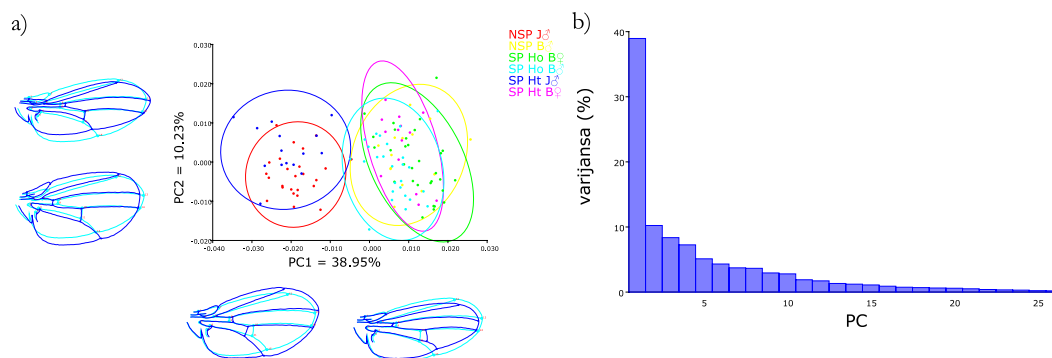 a)
b)
NSP J♂
NSP B♂
SP Ho B♀
SP Ho B♂
SP Ht J♂
SP Ht B♀
0.030
0.020
0.010
0.000
-0.010
-0.020
PC2 = 10.23%
-0.040
-0.030
-0.020
-0.010
0.000
0.010
0.020
0.030
PC1 = 38.95%
40
30
20
10
0
varijansa (%)
5
10
15
20
25
PC